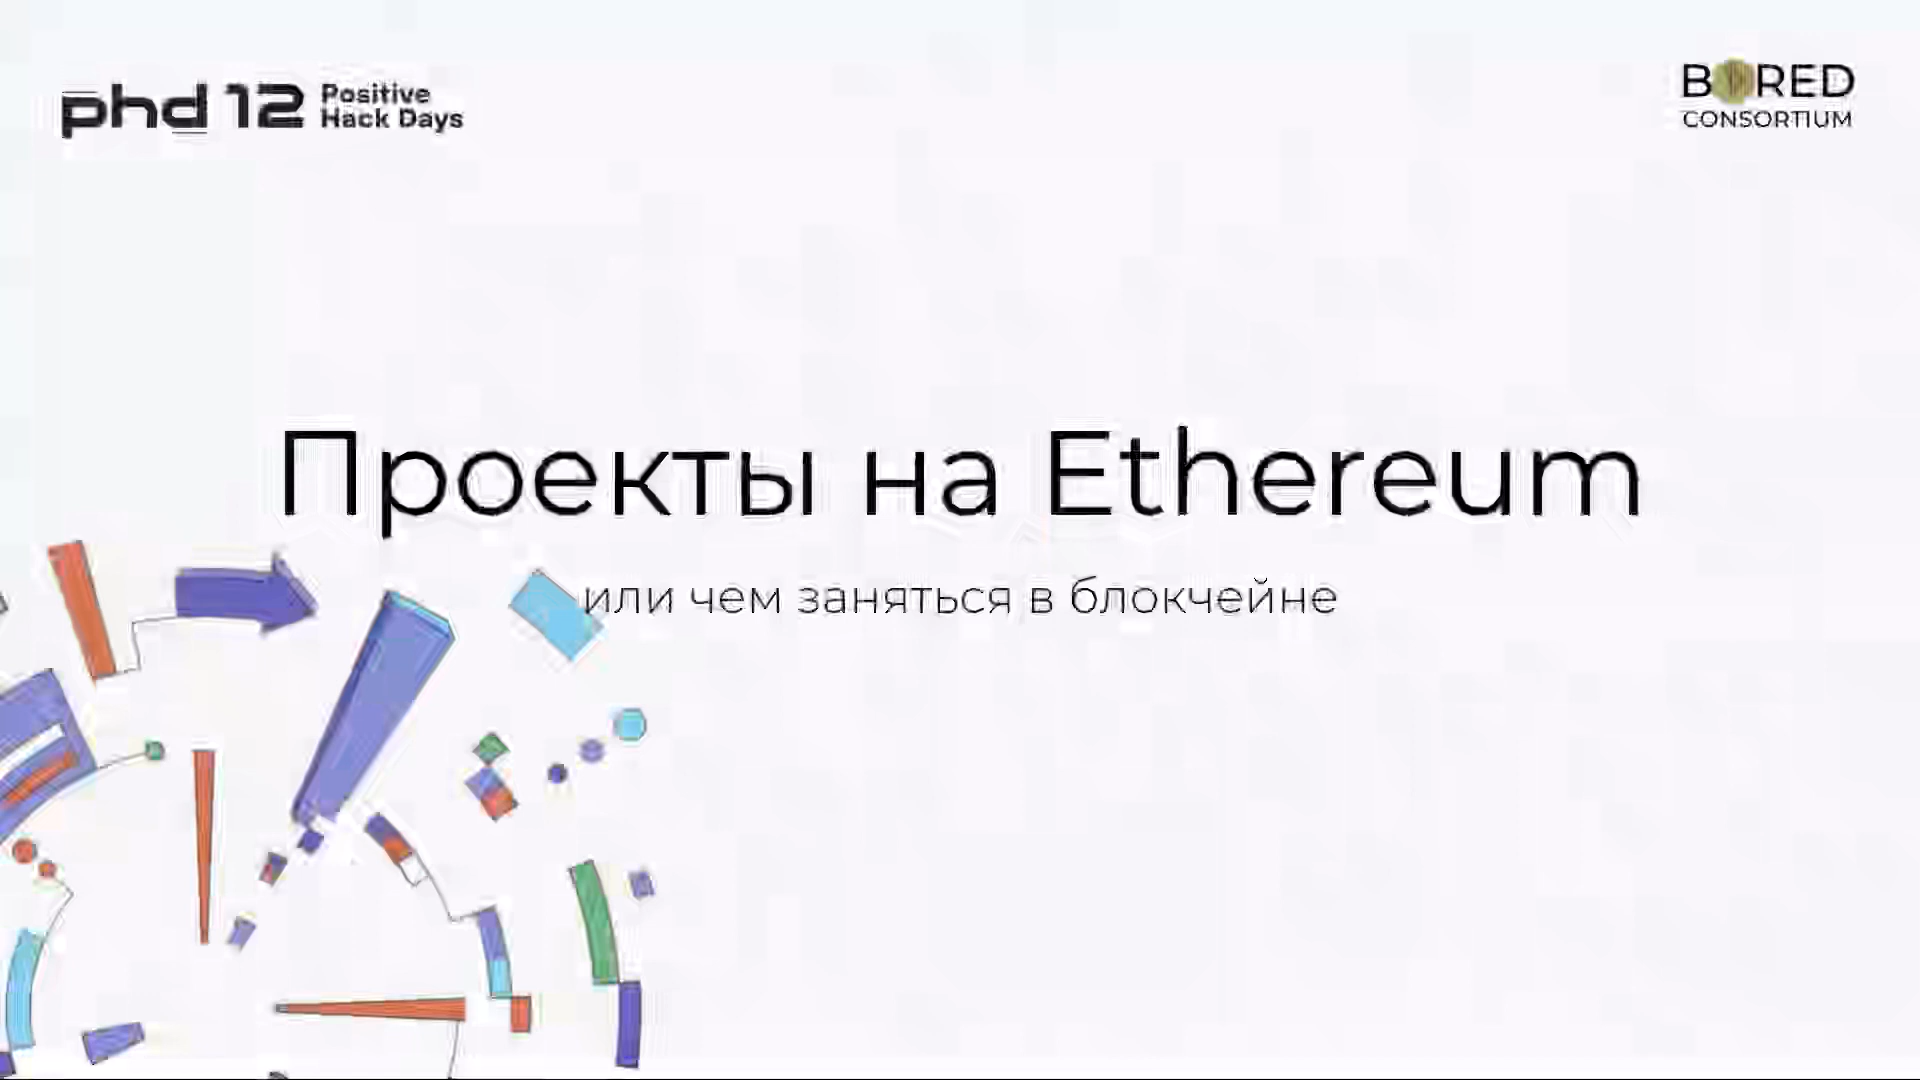 phd 12 Positive
Hack Days
BORED
CONSORTIUM
Проекты на Ethereum
или чем заняться в блокчейне